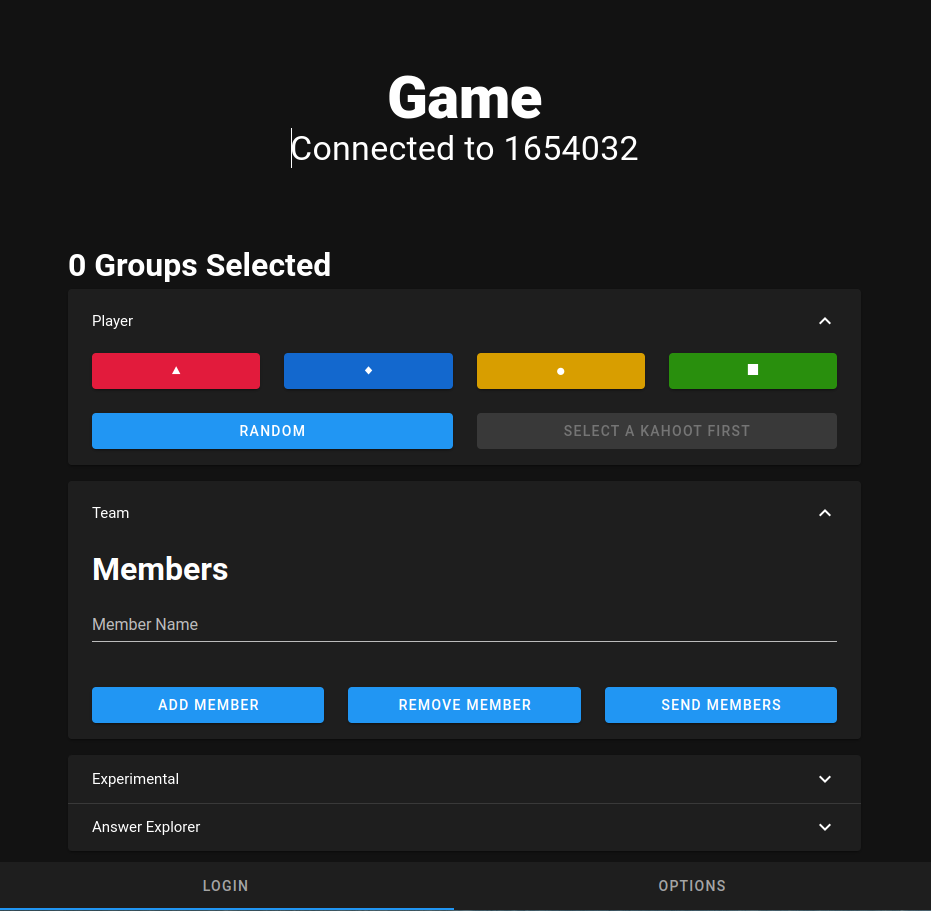 Game
Connected to 1654032
0 Groups Selected
Player
RANDOM
SELECT A KAHOOT FIRST
Team
Members
Member Name
ADD MEMBER
REMOVE MEMBER
SEND MEMBERS
Experimental
Answer Explorer
LOGIN
OPTIONS